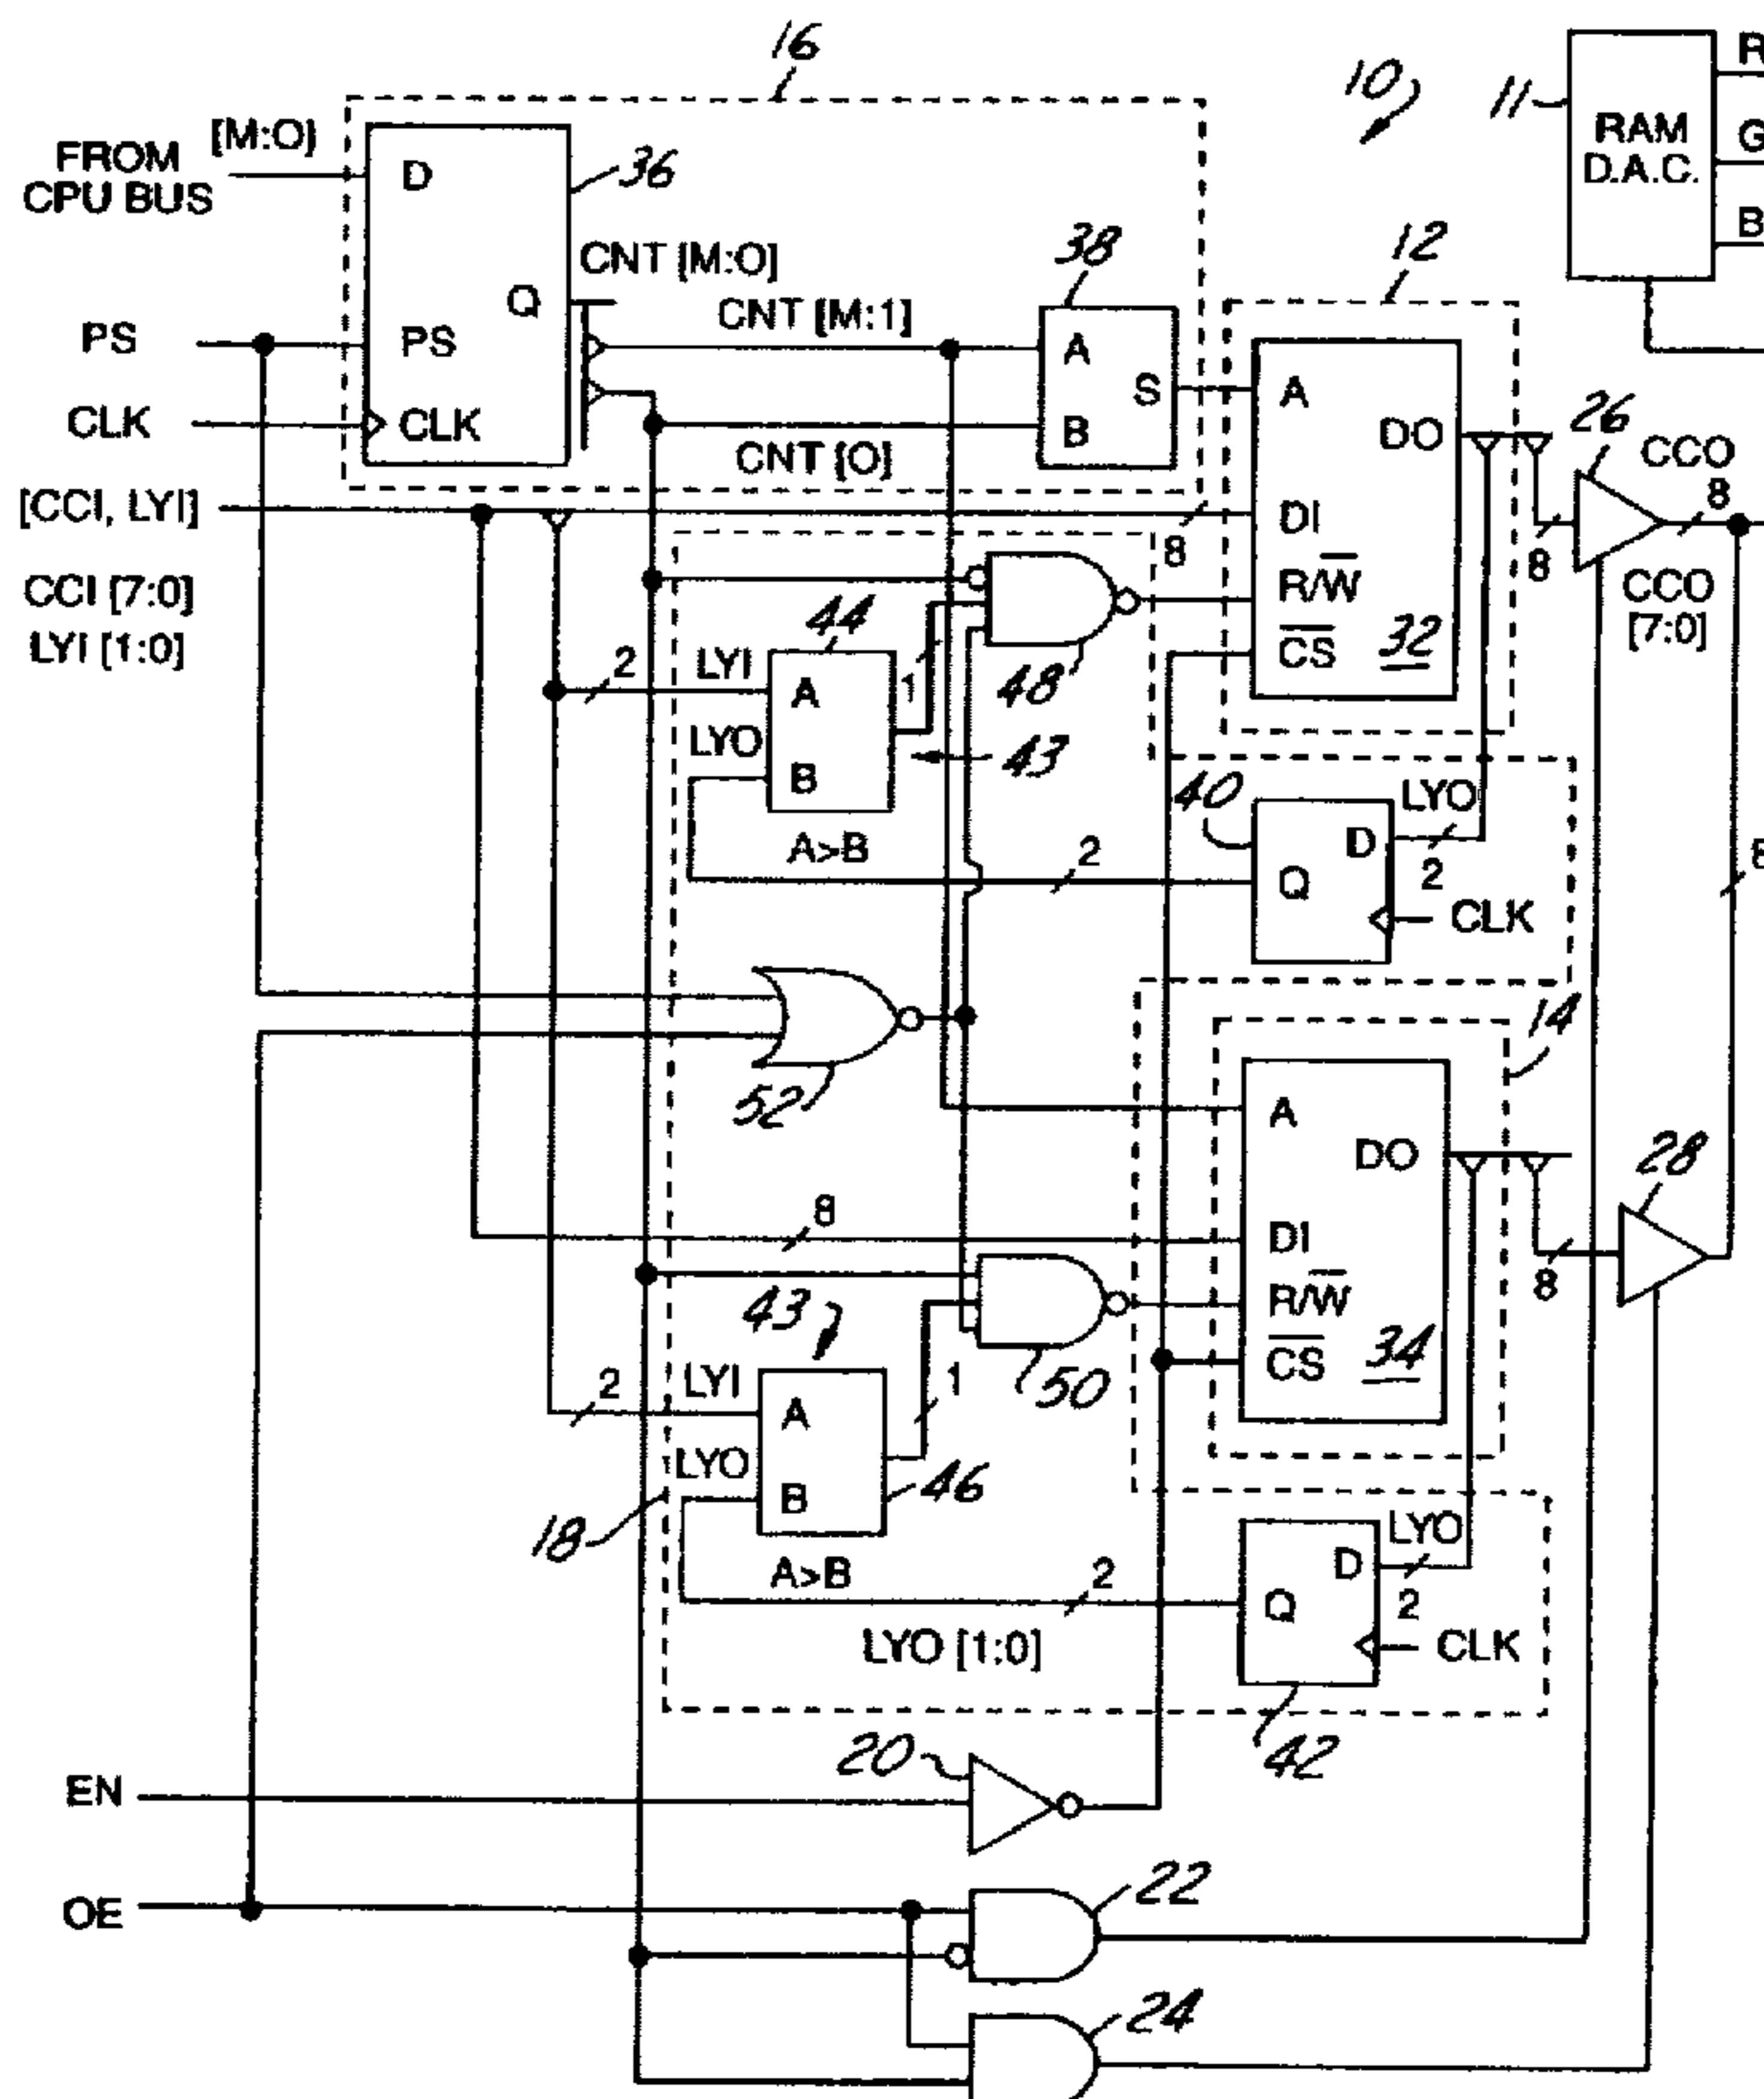 16
10
11
RAM
D.A.C.
R
G
B
FROM
CPU BUS
[M:O]
D
36
CNT [M:O]
Q
CNT [M:1]
38
12
PS
PS
A
S
A
DO
26
CCO
8
CLK
CLK
B
CNT [O]
[CCI, LYI]
DI
8
8
CCI [7:0]
LYI [1:0]
CCO
[7:0]
R/W
CS
32
44
48
2
LYI
A
1
LYO
B
43
40
LYO
A>B
2
D
2
Q
CLK
8
14
52
A
DO
28
8
DI
8
43
R/W
CS
34
50
2
LYI
A
1
LYO
B
46
18
A>B
2
LYO
D
2
Q
CLK
LYO [1:0]
42
20
EN
22
OE
24